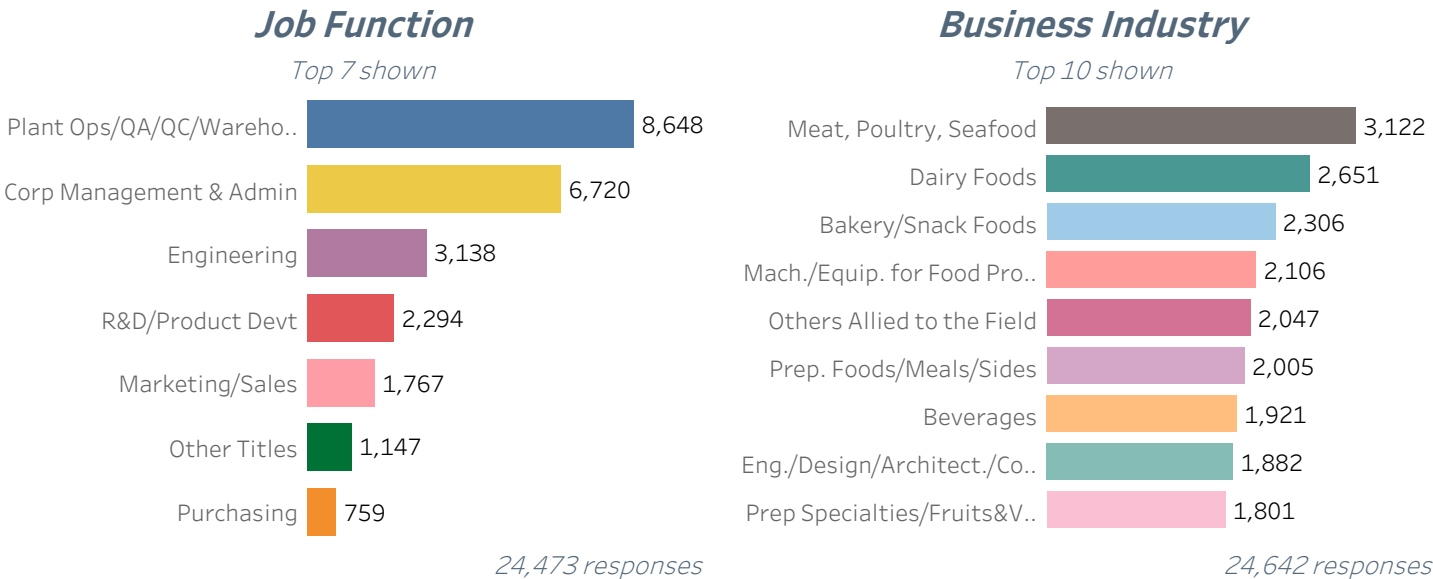 Job Function
Top 7 shown
Plant Ops/QA/QC/Wareho.. 8,648
Corp Management & Admin 6,720
Engineering 3,138
R&D/Product Devt 2,294
Marketing/Sales 1,767
Other Titles 1,147
Purchasing 759
24,473 responses
Business Industry
Top 10 shown
Meat, Poultry, Seafood 3,122
Dairy Foods 2,651
Bakery/Snack Foods 2,306
Mach./Equip. for Food Pro.. 2,106
Others Allied to the Field 2,047
Prep. Foods/Meals/Sides 2,005
Beverages 1,921
Eng./Design/Architect./Co.. 1,882
Prep Specialties/Fruits&V.. 1,801
24,642 responses